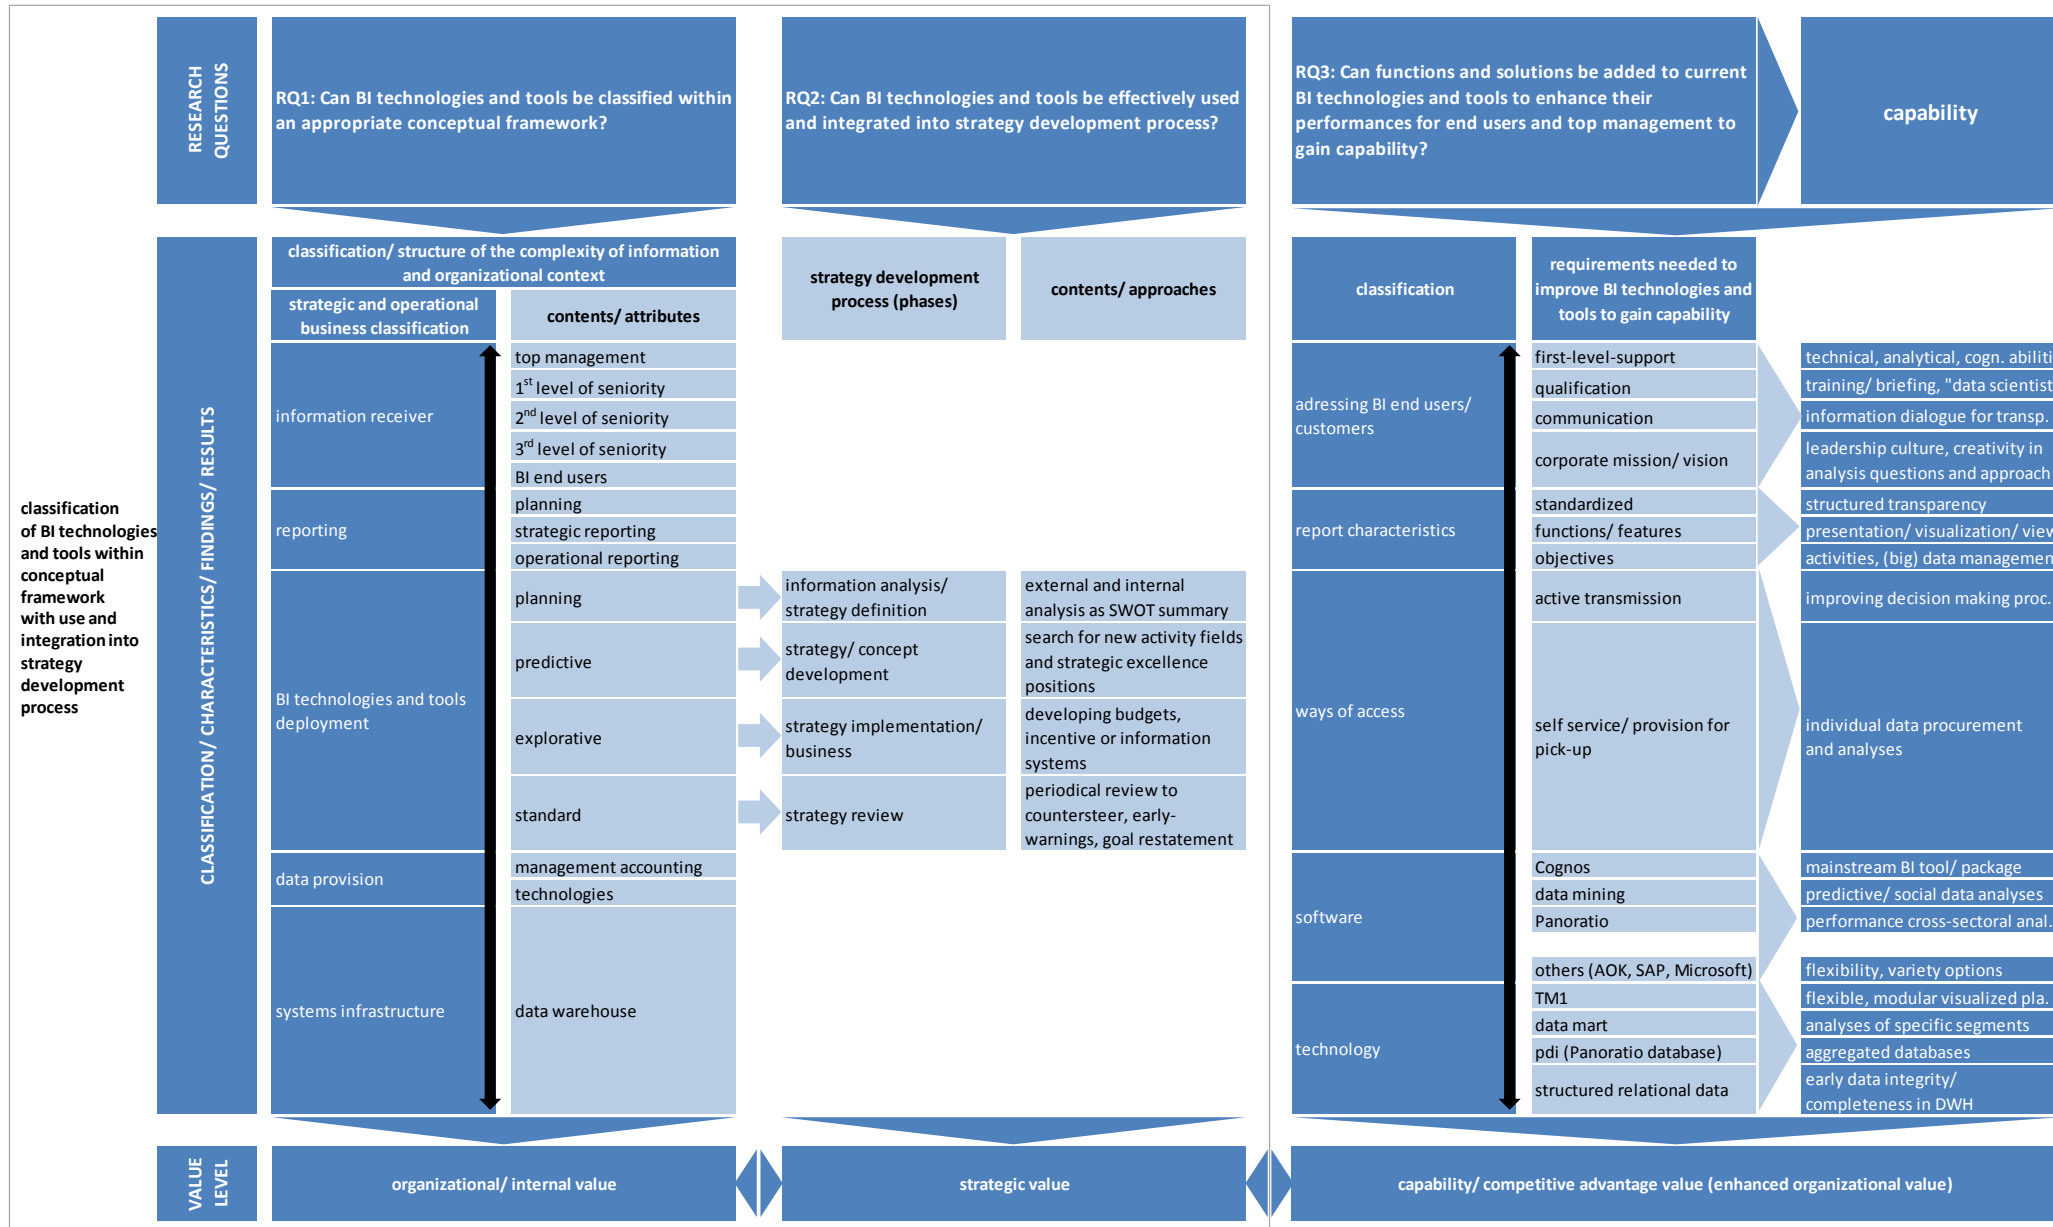 RESEARCH
QUESTIONS
RQ1: Can BI technologies and tools be classified within
an appropriate conceptual framework?
RQ2: Can BI technologies and tools be effectively used
and integrated into strategy development process?
RQ3: Can functions and solutions be added to current
BI technologies and tools to enhance their
performances for end users and top management to
gain capability?
capability
classification
of BI technologies
and tools within
conceptual
framework
with use and
integration into
strategy
development
process
CLASSIFICATION/ CHARACTERISTICS/ FINDINGS/ RESULTS
classification/ structure of the complexity of information
and organizational context
strategic and operational
business classification
contents/ attributes
information receiver
top management
1st level of seniority
2nd level of seniority
3rd level of seniority
BI end users
reporting
planning
strategic reporting
operational reporting
BI technologies and tools
deployment
planning
predictive
explorative
standard
data provision
management accounting
technologies
systems infrastructure
data warehouse
strategy development
process (phases)
contents/ approaches
information analysis/
strategy definition
external and internal
analysis as SWOT summary
strategy/ concept
development
search for new activity fields
and strategic excellence
positions
strategy implementation/
business
developing budgets,
incentive or information
systems
strategy review
periodical review to
countersteer, early-
warnings, goal restatement
classification
requirements needed to
improve BI technologies and
tools to gain capability
adressing BI end users/
customers
first-level-support
technical, analytical, cogn. abiliti
qualification
training/ briefing, "data scientist
communication
information dialogue for transp.
corporate mission/ vision
leadership culture, creativity in
analysis questions and approach
report characteristics
standardized
structured transparency
functions/ features
presentation/ visualization/ view
objectives
activities, (big) data managemen
ways of access
active transmission
improving decision making proc.
self service/ provision for
pick-up
individual data procurement
and analyses
software
Cognos
mainstream BI tool/ package
data mining
predictive/ social data analyses
Panoratio
performance cross-sectoral anal.
others (AOK, SAP, Microsoft)
flexibility, variety options
technology
TM1
flexible, modular visualized pla.
data mart
analyses of specific segments
pdi (Panoratio database)
aggregated databases
structured relational data
early data integrity/
completeness in DWH
VALUE
LEVEL
organizational/ internal value
strategic value
capability/ competitive advantage value (enhanced organizational value)